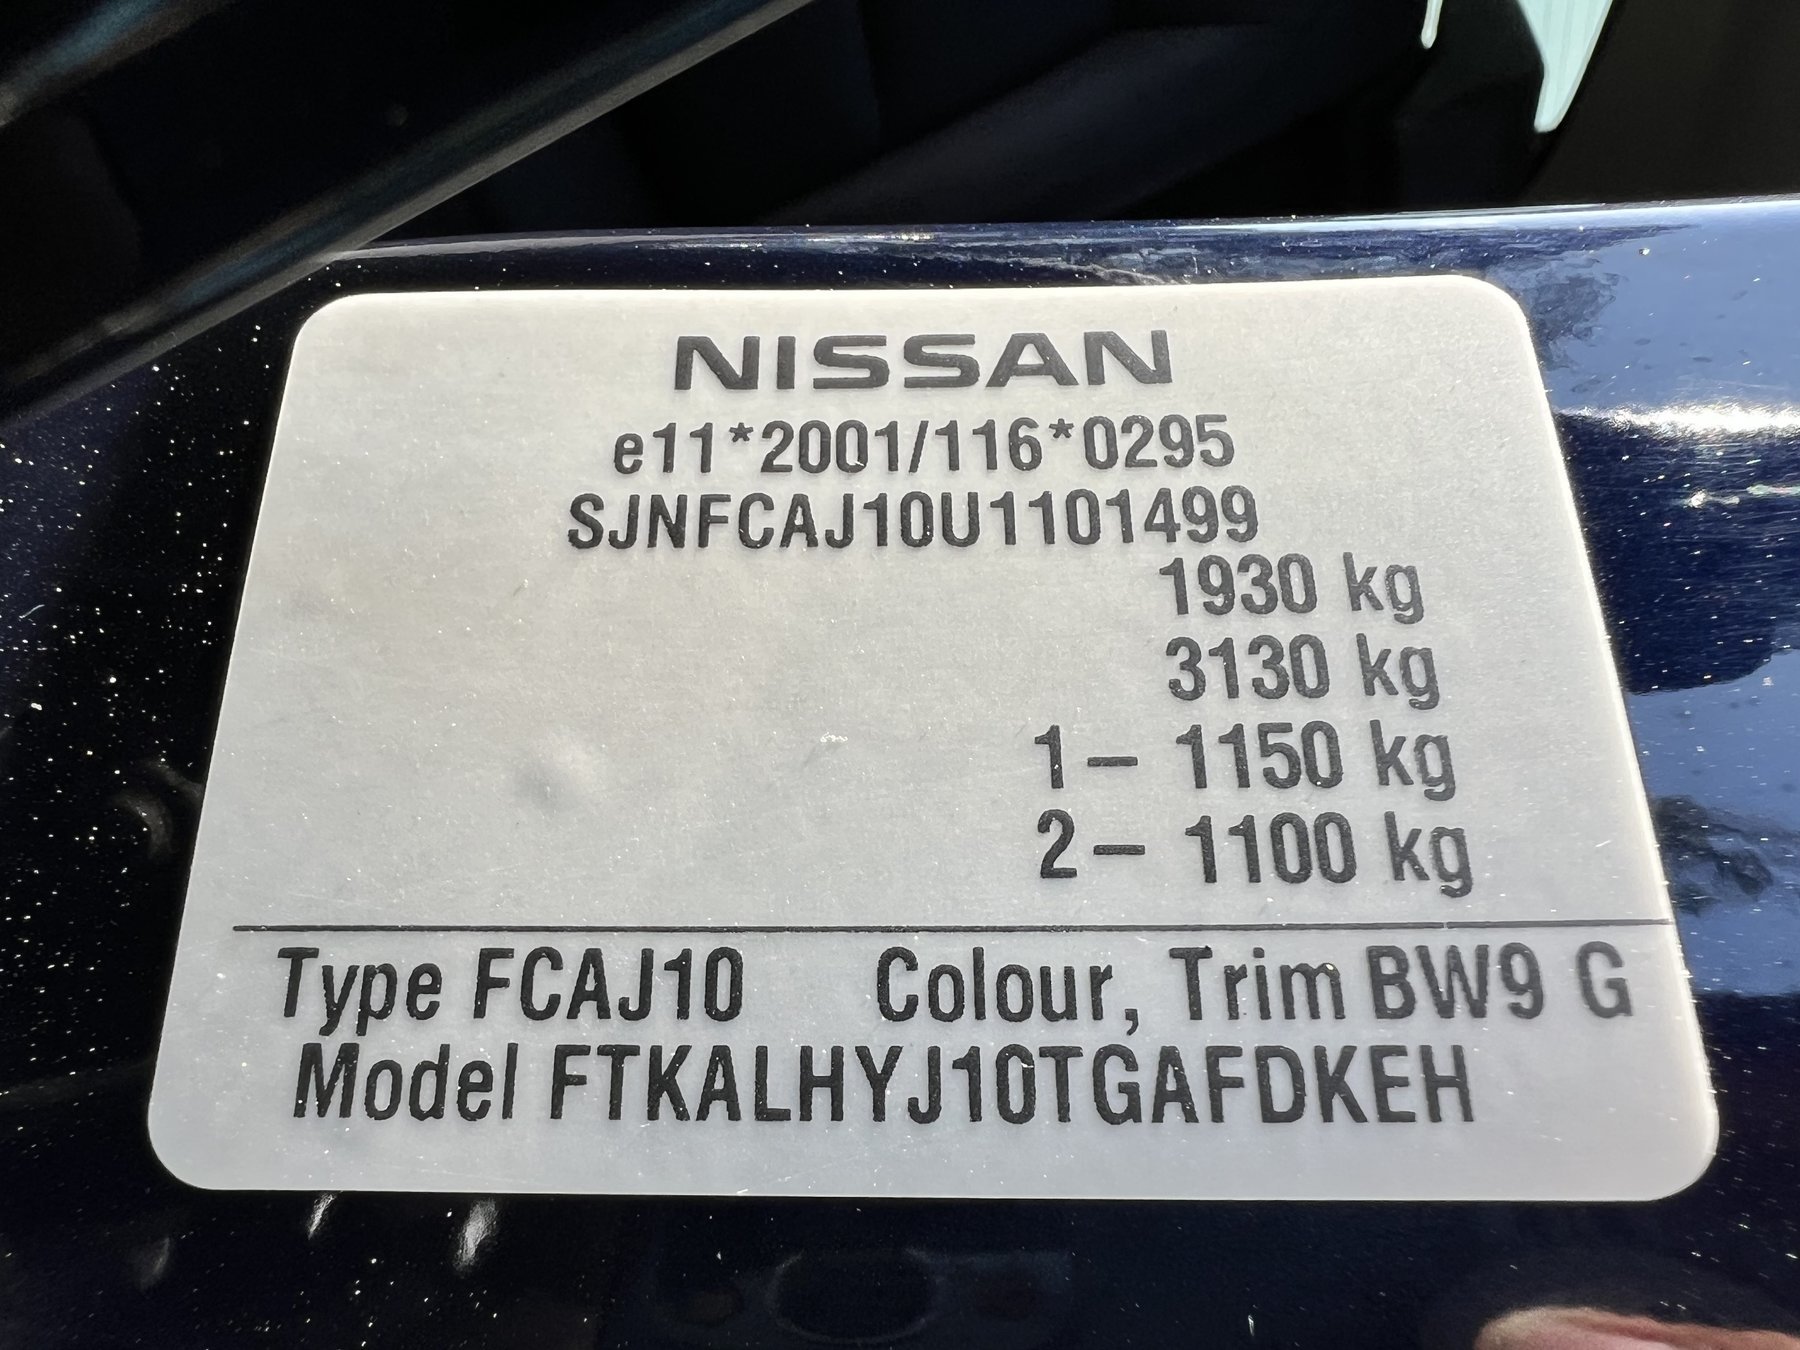 NISSAN
e11*2001/116*0295
SJNFCAJ10U1101499
1930 kg
3130 kg
1– 1150 kg
2– 1100 kg
Type FCAJ10 Colour, Trim BW9 G
Model FTKALHYJ10TGAFDKEH